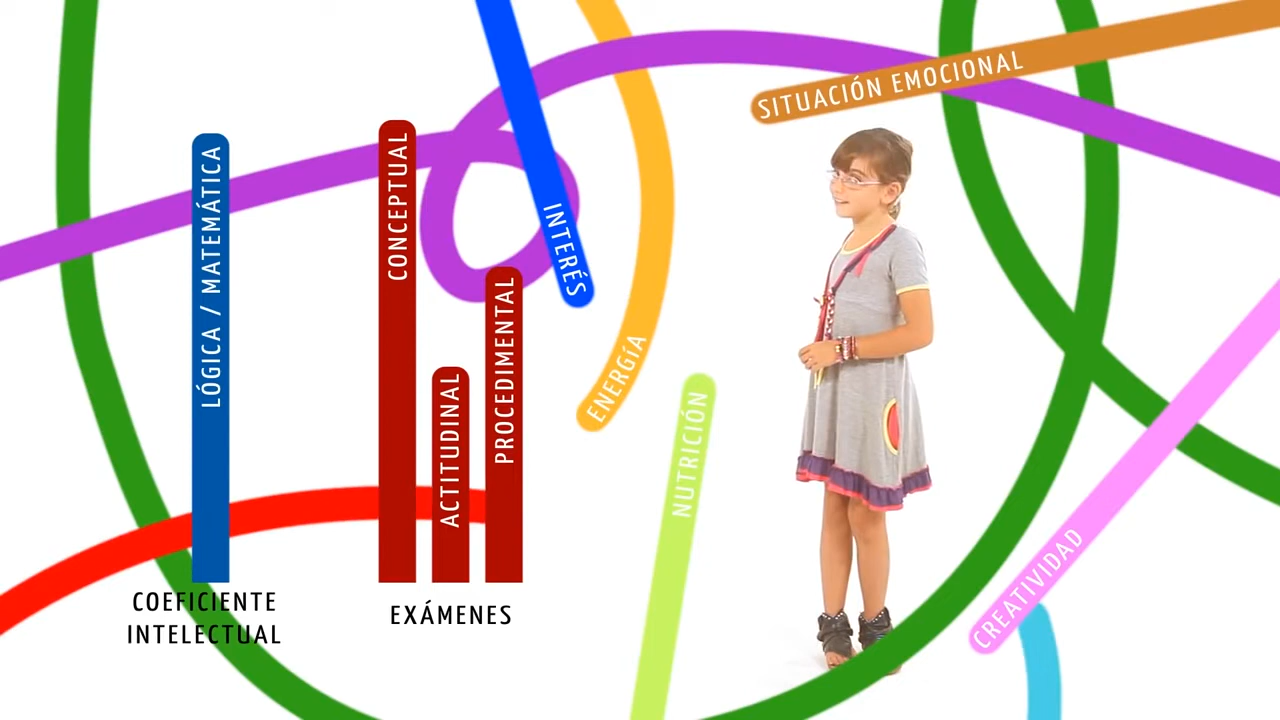 SITUACIÓN EMOCIONAL
LÓGICA / MATEMÁTICA
CONCEPTUAL
ACTITUDINAL
PROCEDIMENTAL
INTERÉS
ENERGíA
NUTRICIÓN
CREATIVIDAD
COEFICIENTE
INTELECTUAL
EXÁMENES